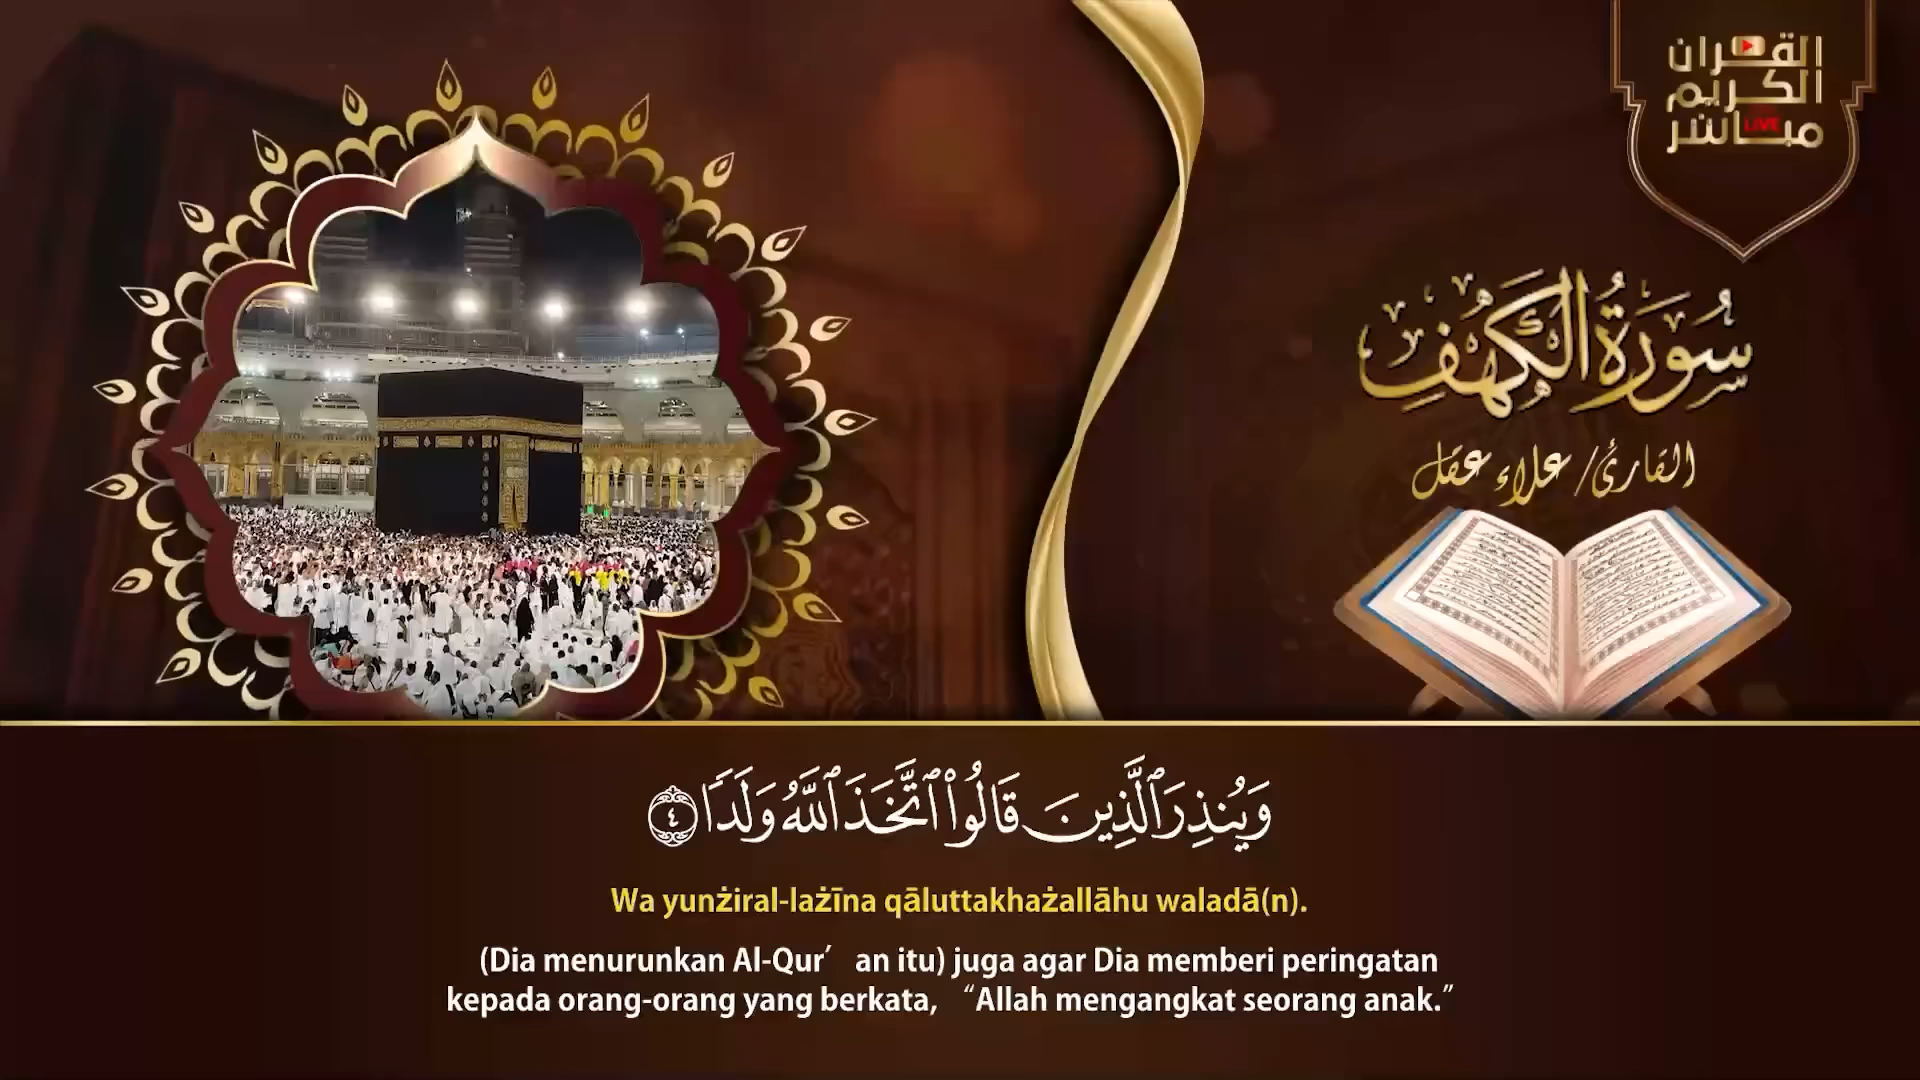 القران
الكريم
مباشر
LIVE
سُورَةُ الكَهْفِ
القارئ/ علاء عقل
وَيُنذِرَ ٱلَّذِينَ قَالُوا۟ ٱتَّخَذَ ٱللَّهُ وَلَدًا ٤
Wa yunżiral-lażīna qāluttakhażallāhu waladā(n).
(Dia menurunkan Al-Qur’an itu) juga agar Dia memberi peringatan
kepada orang-orang yang berkata, “Allah mengangkat seorang anak.”